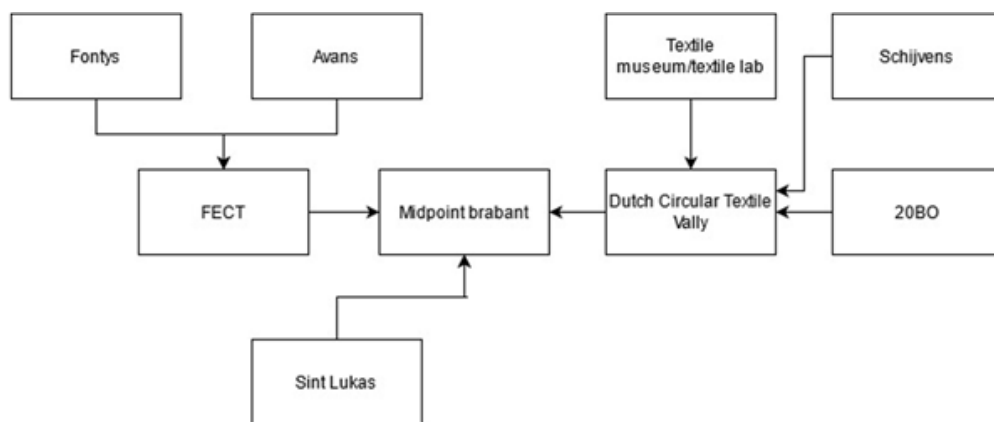 Fontys
Avans
Textile
museum/textile lab
Schijvens
FECT
Midpoint brabant
Dutch Circular Textile
Vally
20BO
Sint Lukas